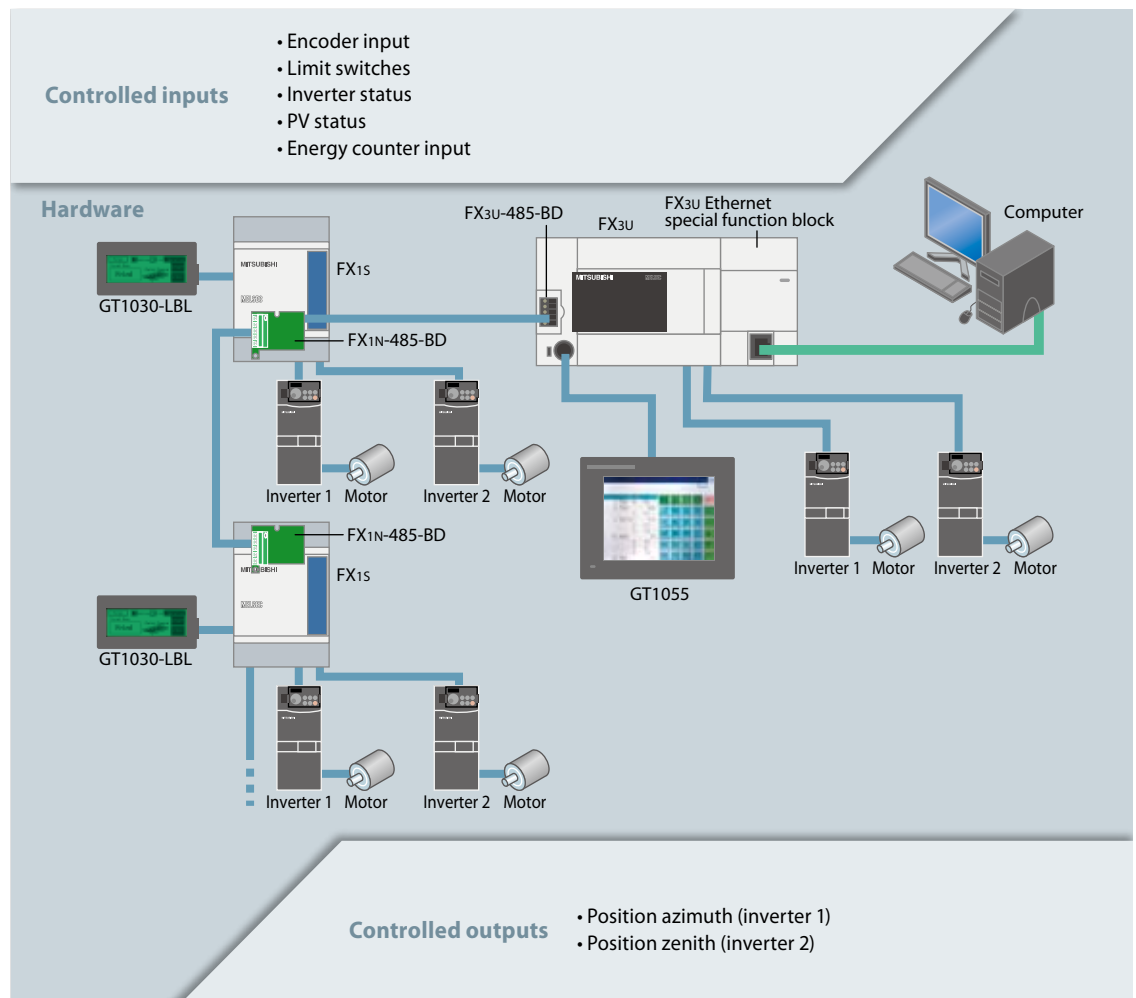 • Encoder input
• Limit switches
Controlled inputs
• Inverter status
• PV status
• Energy counter input
Hardware
FX3U-485-BD
FX3U
FX3U Ethernet
special function block
Computer
MITSUBISHI
FX1S
GT1030-LBL
MELSEC
FX1N-485-BD
MITSUBISHI
Inverter 1
Motor
Inverter 2
Motor
FX1N-485-BD
FX1S
GT1055
Inverter 1
Motor
Inverter 2
Motor
MELSEC
GT1030-LBL
Inverter 1
Motor
Inverter 2
Motor
Controlled outputs
• Position azimuth (inverter 1)
• Position zenith (inverter 2)